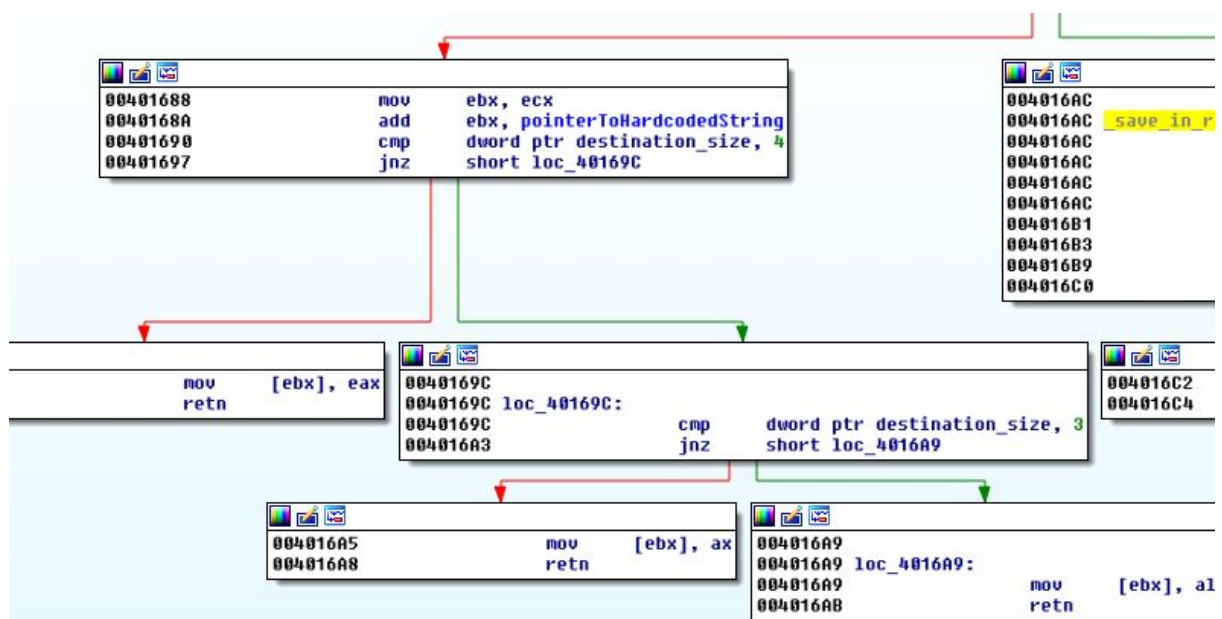 00401688 mov ebx, ecx
0040168A add ebx, pointerToHardcodedString
00401690 cmp dword ptr destination_size, 4
00401697 jnz short loc_40169C
004016AC
004016AC _save_in_r
004016AC
004016AC
004016AC
004016AC
004016B1
004016B3
004016B9
004016C0
mov [ebx], eax
retn
0040169C
0040169C loc_40169C:
0040169C cmp dword ptr destination_size, 3
004016A3 jnz short loc_4016A9
004016C2
004016C4
004016A5 mov [ebx], ax
004016A8 retn
004016A9
004016A9 loc_4016A9:
004016A9 mov [ebx], al
004016AB retn